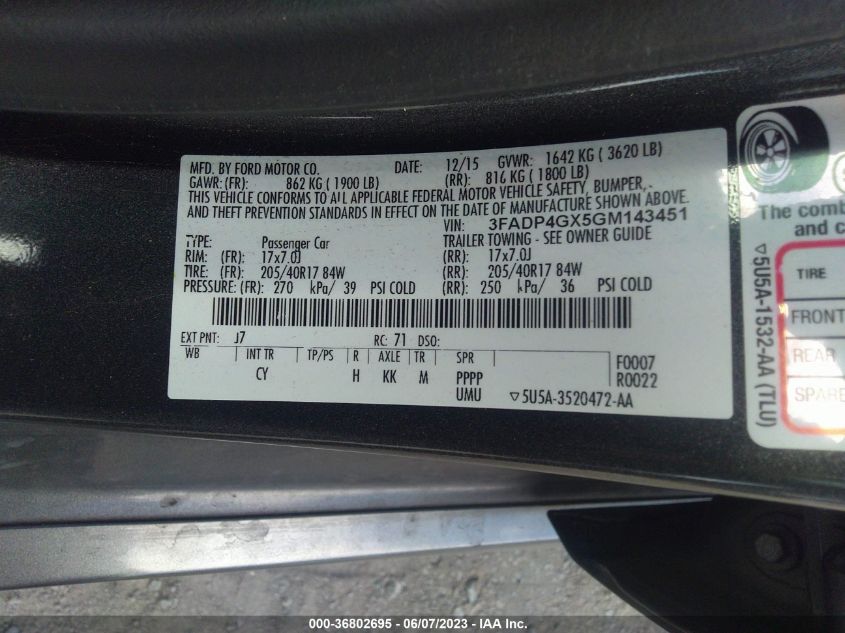 MFD. BY FORD MOTOR CO. DATE: 12/15 GVWR: 1642 KG ( 3620 LB)
GAWR: (FR): 862 KG ( 1900 LB) (RR): 816 KG ( 1800 LB)
THIS VEHICLE CONFORMS TO ALL APPLICABLE FEDERAL MOTOR VEHICLE SAFETY, BUMPER,
AND THEFT PREVENTION STANDARDS IN EFFECT ON THE DATE OF MANUFACTURE SHOWN ABOVE.
VIN: 3FADP4GX5GM143451
TYPE: Passenger Car TRAILER TOWING - SEE OWNER GUIDE
RIM: (FR): 17x7.0J (RR): 17x7.0J
TIRE: (FR): 205/40R17 84W (RR): 205/40R17 84W
PRESSURE: (FR): 270 kPa/ 39 PSI COLD (RR): 250 kPa/ 36 PSI COLD
EXT PNT: J7 RC: 71 DSO:
WB INT TR TP/PS R AXLE TR SPR F0007
CY H KK M PPPP R0022
UMU ▽5U5A-3520472-AA
The comb
and c
▽5U5A-1532-AA (TLU)
TIRE
FRONT
REAR
SPARE
000-36802695 - 06/07/2023 - IAA Inc.